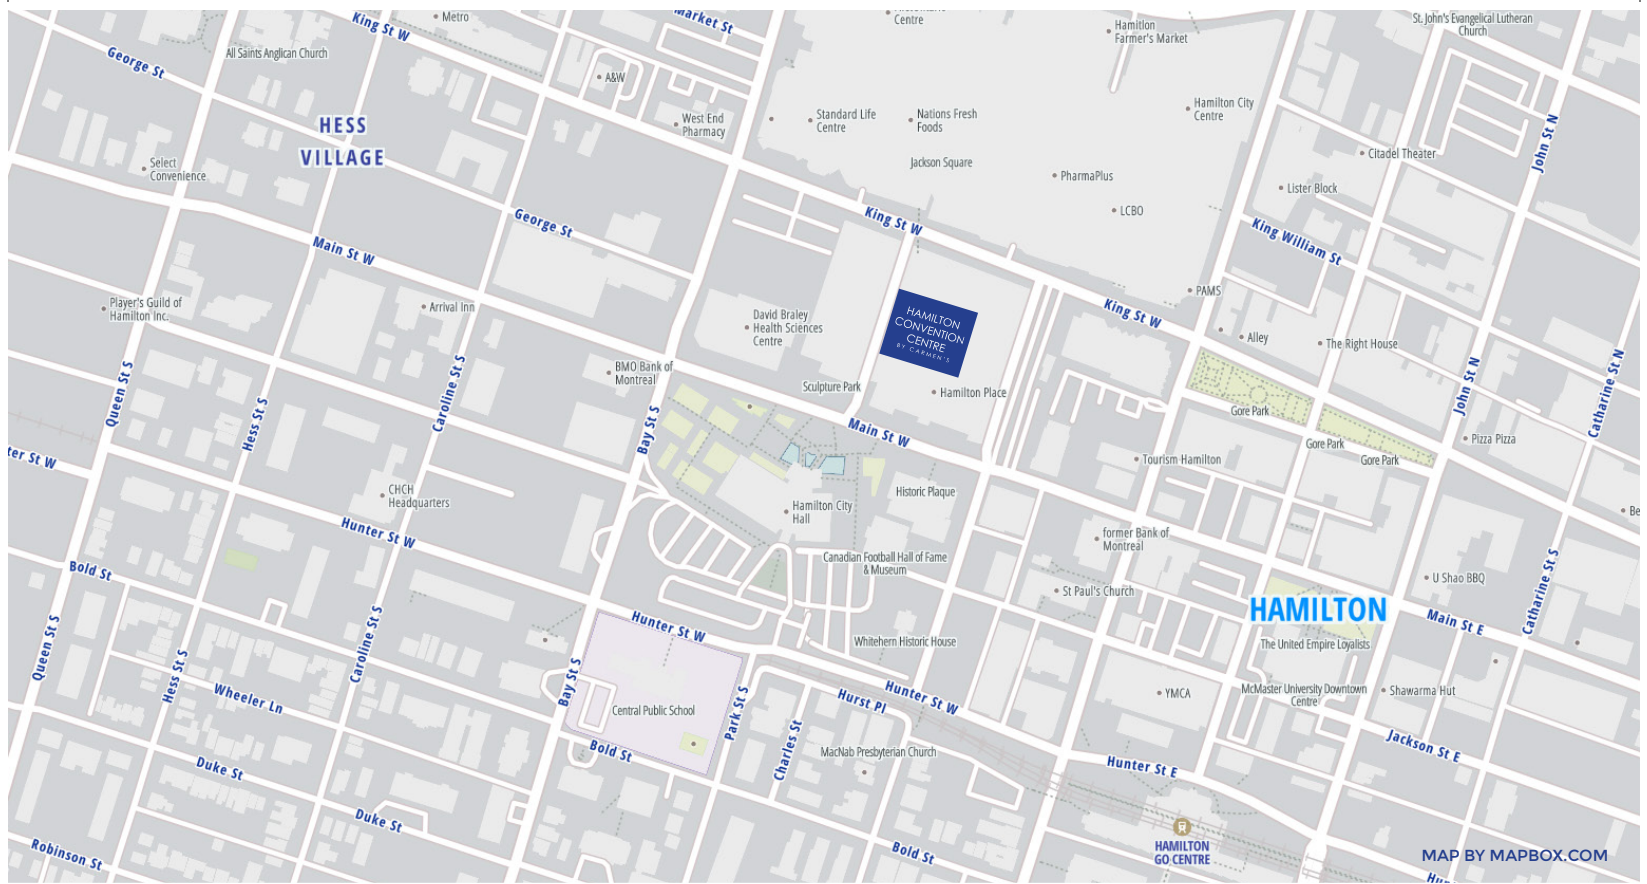 Centre
Market St
Metro
King St W
All Saints Anglican Church
George St
A&W
West End
Pharmacy
Standard Life
Centre
Nations Fresh
Foods
Jackson Square
Hamitlon
Farmer's Market
Hamilton City
Centre
St. John's Evangelical Lutheran
Church
John St N
Citadel Theater
PharmaPlus
Lister Block
LCBO
HESS
VILLAGE
Select
Convenience
George St
King St W
King William St
Main St W
Player's Guild of
Hamilton Inc.
Arrival Inn
David Braley
Health Sciences
Centre
HAMILTON
CONVENTION
CENTRE
BY CARMEN'S
PAMS
King St W
Alley
The Right House
BMO Bank of
Montreal
Sculpture Park
Hamilton Place
Queen St S
Hess St S
Caroline St S
Bay St S
Main St W
Gore Park
Gore Park
Gore Park
John St N
Catharine St N
Pizza Pizza
ter St W
CHCH
Headquarters
Hunter St W
Tourism Hamilton
Historic Plaque
Hamilton City
Hall
former Bank of
Montreal
Be
Canadian Football Hall of Fame
& Museum
Bold St
St Paul's Church
U Shao BBQ
HAMILTON
Main St E
Catharine St S
Hunter St W
Whitehern Historic House
The United Empire Loyalists
Queen St S
Hess St S
Caroline St S
Bay St S
Wheeler Ln
Central Public School
Park St S
Charles St
Hurst Pl
Hunter St W
YMCA
McMaster University Downtown
Centre
Shawarma Hut
Jackson St E
Bold St
MacNab Presbyterian Church
Hunter St E
Duke St
Duke St
Robinson St
Bold St
HAMILTON
GO CENTRE
MAP BY MAPBOX.COM
Hun